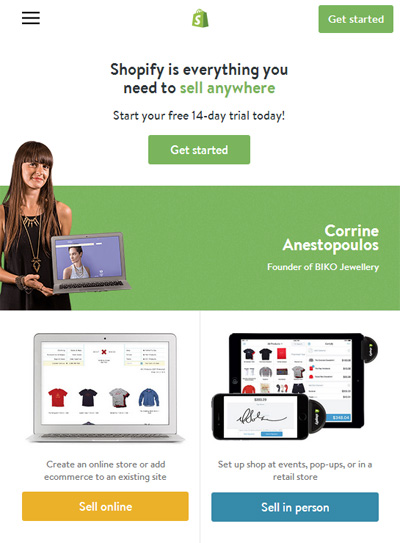 Get started
Shopify is everything you
need to sell anywhere
Start your free 14-day trial today!
Get started
Corrine
Anestopoulos
Founder of BIKO Jewellery
Create an online store or add
ecommerce to an existing site
Sell online
Set up shop at events, pop-ups, or in a
retail store
Sell in person